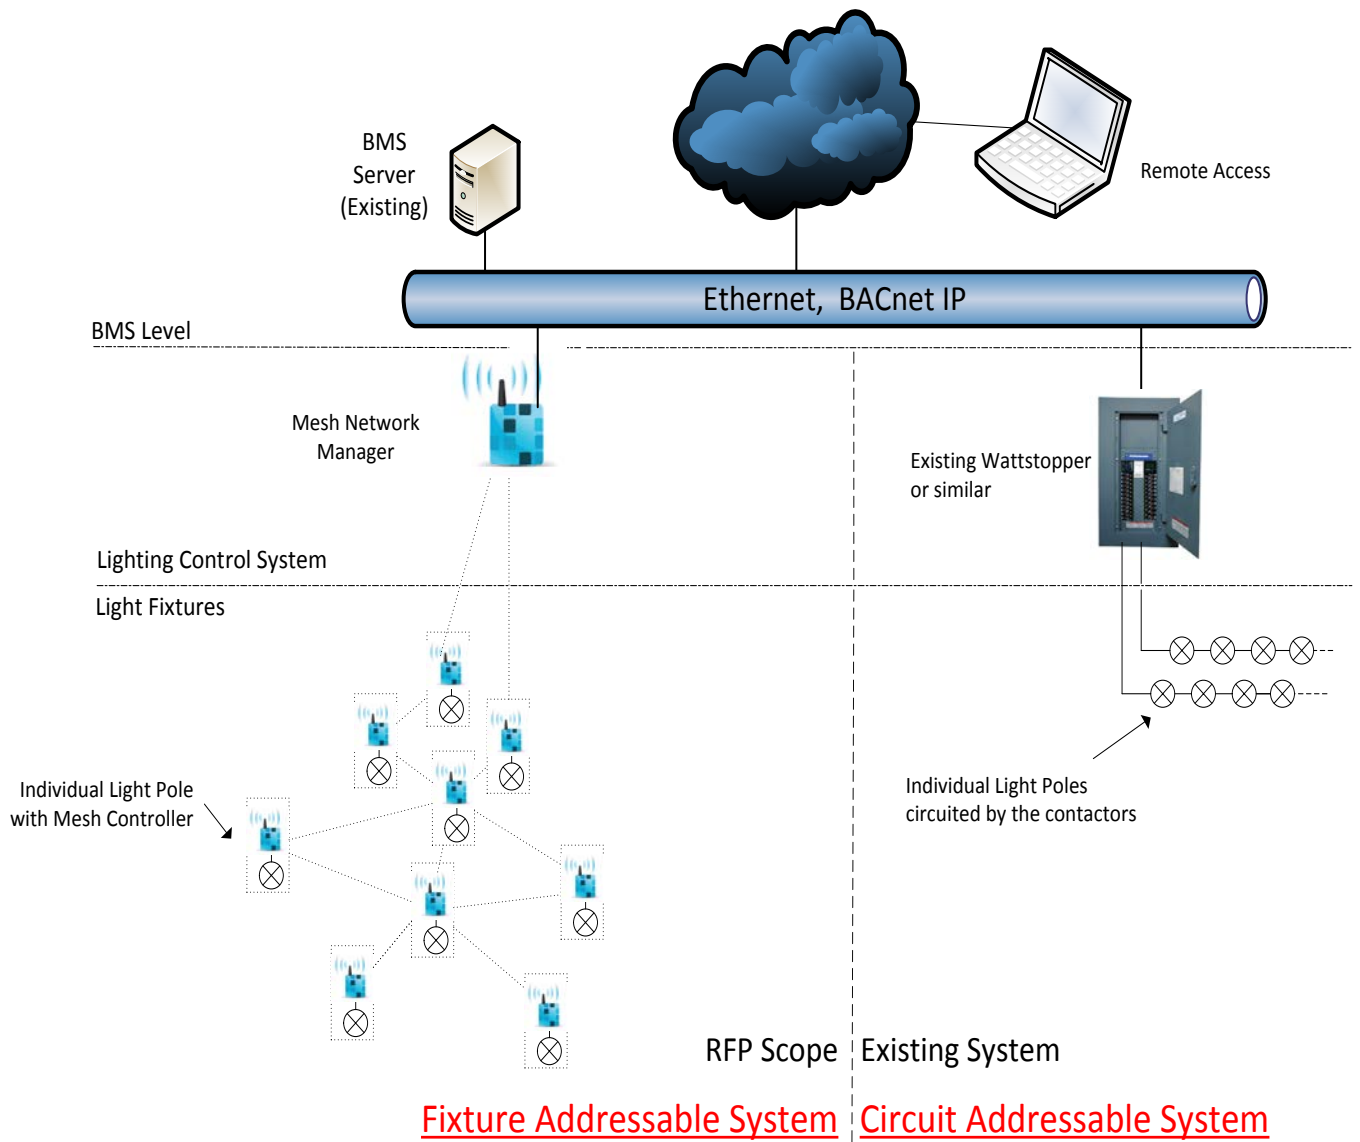 BMS
Server
(Existing)
Remote Access
Ethernet, BACnet IP
BMS Level
Mesh Network
Manager
Existing Wattstopper
or similar
Lighting Control System
Light Fixtures
Individual Light Pole
with Mesh Controller
Individual Light Poles
circuited by the contactors
RFP Scope
Existing System
Fixture Addressable System
Circuit Addressable System